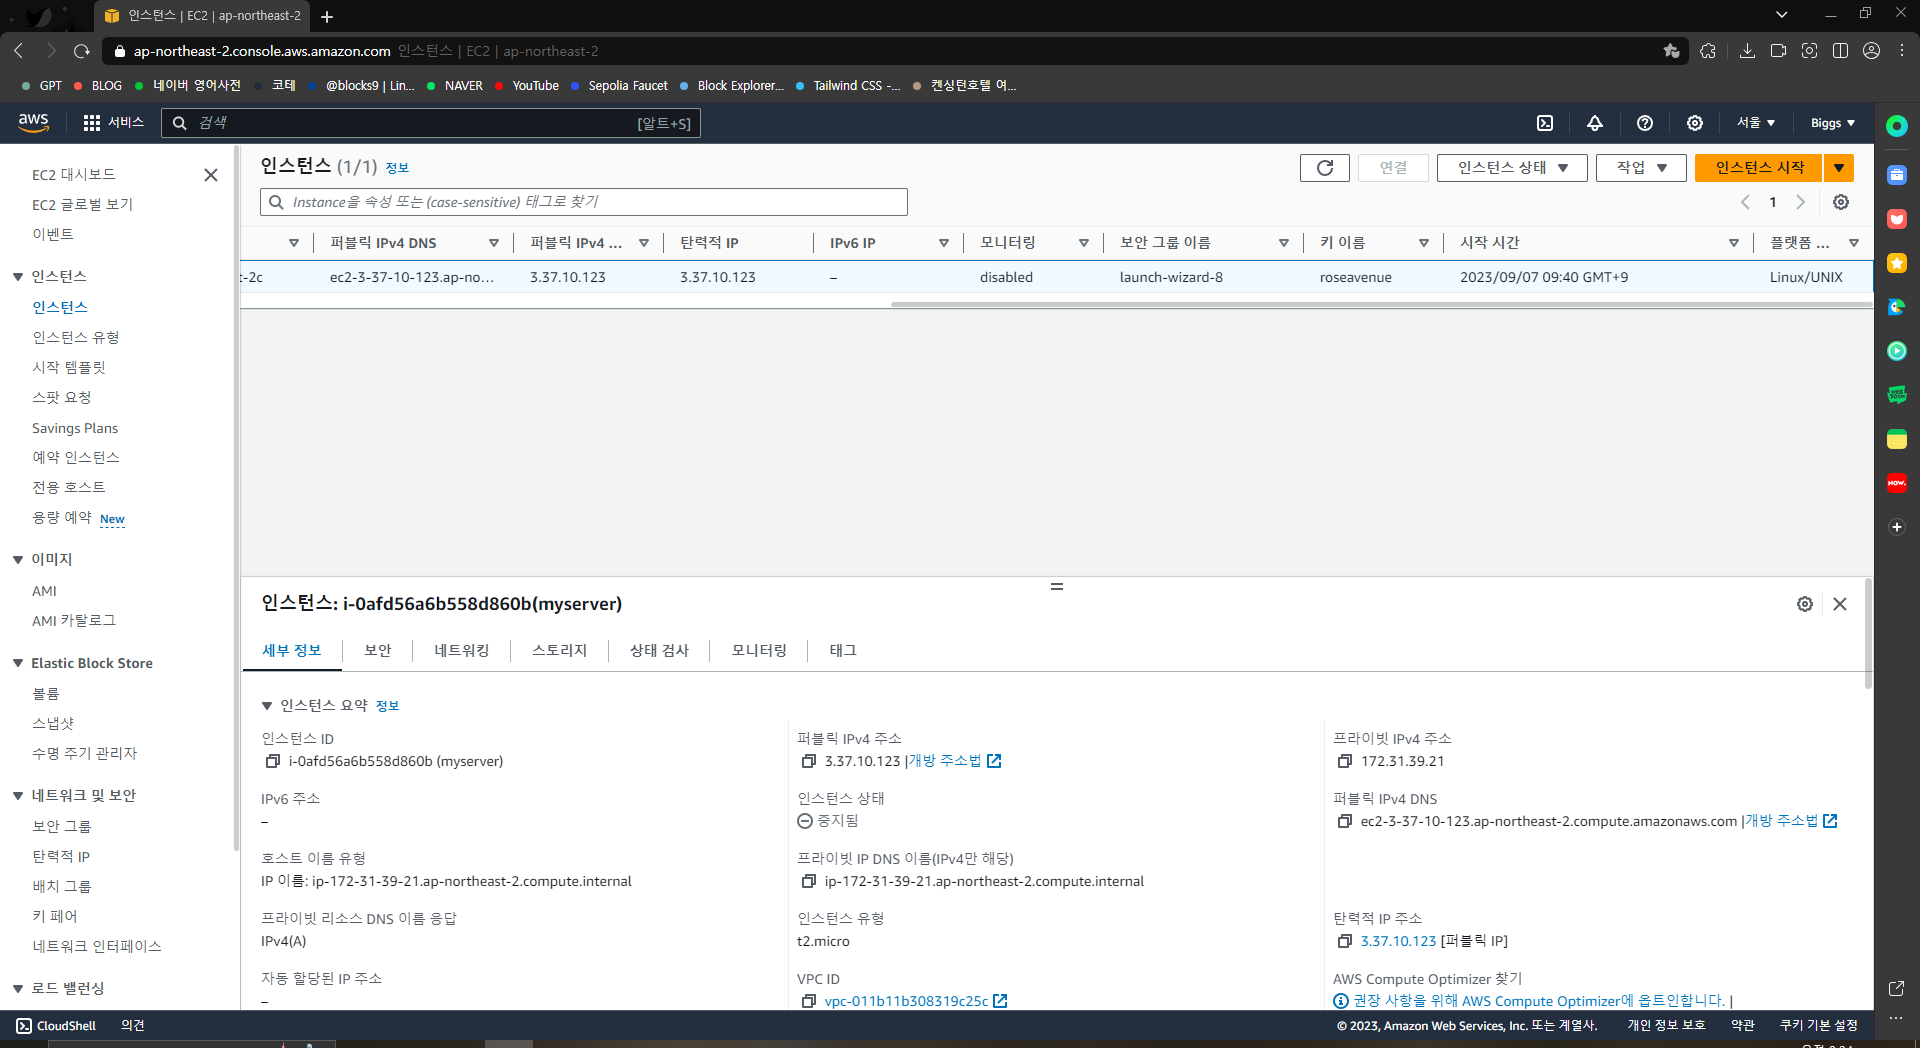 인스턴스 | EC2 | ap-northeast-2
ap-northeast-2.console.aws.amazon.com 인스턴스 | EC2 | ap-northeast-2
GPT BLOG 네이버 영어사전 코테 @blocks9 | Lin... NAVER YouTube Sepolia Faucet Block Explorer... Tailwind CSS -... 켄싱턴호텔 여...
aws 서비스 검색 [알트+S] 서울 Biggs
EC2 대시보드
EC2 글로벌 보기
이벤트
인스턴스
인스턴스
인스턴스 유형
시작 템플릿
스팟 요청
Savings Plans
예약 인스턴스
전용 호스트
용량 예약 New
이미지
AMI
AMI 카탈로그
Elastic Block Store
볼륨
스냅샷
수명 주기 관리자
네트워크 및 보안
보안 그룹
탄력적 IP
배치 그룹
키 페어
네트워크 인터페이스
로드 밸런싱
인스턴스 (1/1) 정보
연결 인스턴스 상태 작업 인스턴스 시작
Instance을 속성 또는 (case-sensitive) 태그로 찾기
1
퍼블릭 IPv4 DNS 퍼블릭 IPv4 ... 탄력적 IP IPv6 IP 모니터링 보안 그룹 이름 키 이름 시작 시간 플랫폼 ...
t-2c ec2-3-37-10-123.ap-no... 3.37.10.123 3.37.10.123 – disabled launch-wizard-8 roseavenue 2023/09/07 09:40 GMT+9 Linux/UNIX
인스턴스: i-0afd56a6b558d860b(myserver)
세부 정보 보안 네트워킹 스토리지 상태 검사 모니터링 태그
인스턴스 요약 정보
인스턴스 ID
i-0afd56a6b558d860b (myserver)
퍼블릭 IPv4 주소
3.37.10.123 |개방 주소법
프라이빗 IPv4 주소
172.31.39.21
IPv6 주소
–
인스턴스 상태
중지됨
퍼블릭 IPv4 DNS
ec2-3-37-10-123.ap-northeast-2.compute.amazonaws.com |개방 주소법
호스트 이름 유형
IP 이름: ip-172-31-39-21.ap-northeast-2.compute.internal
프라이빗 IP DNS 이름(IPv4만 해당)
ip-172-31-39-21.ap-northeast-2.compute.internal
프라이빗 리소스 DNS 이름 응답
IPv4(A)
인스턴스 유형
t2.micro
탄력적 IP 주소
3.37.10.123 [퍼블릭 IP]
자동 할당된 IP 주소
–
VPC ID
vpc-011b11b308319c25c
AWS Compute Optimizer 찾기
권장 사항을 위해 AWS Compute Optimizer에 옵트인합니다. |
NOW.
CloudShell 의견 © 2023, Amazon Web Services, Inc. 또는 계열사. 개인 정보 보호 약관 쿠키 기본 설정